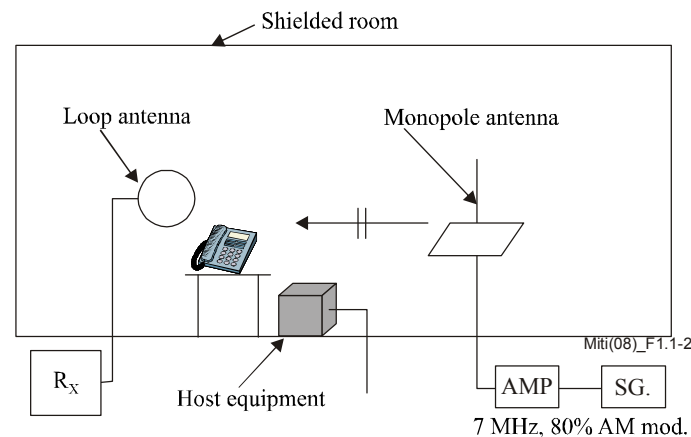 Shielded room
Loop antenna
Monopole antenna
Miti(08)_F1.1-2
R_X
Host equipment
AMP
SG.
7 MHz, 80% AM mod.